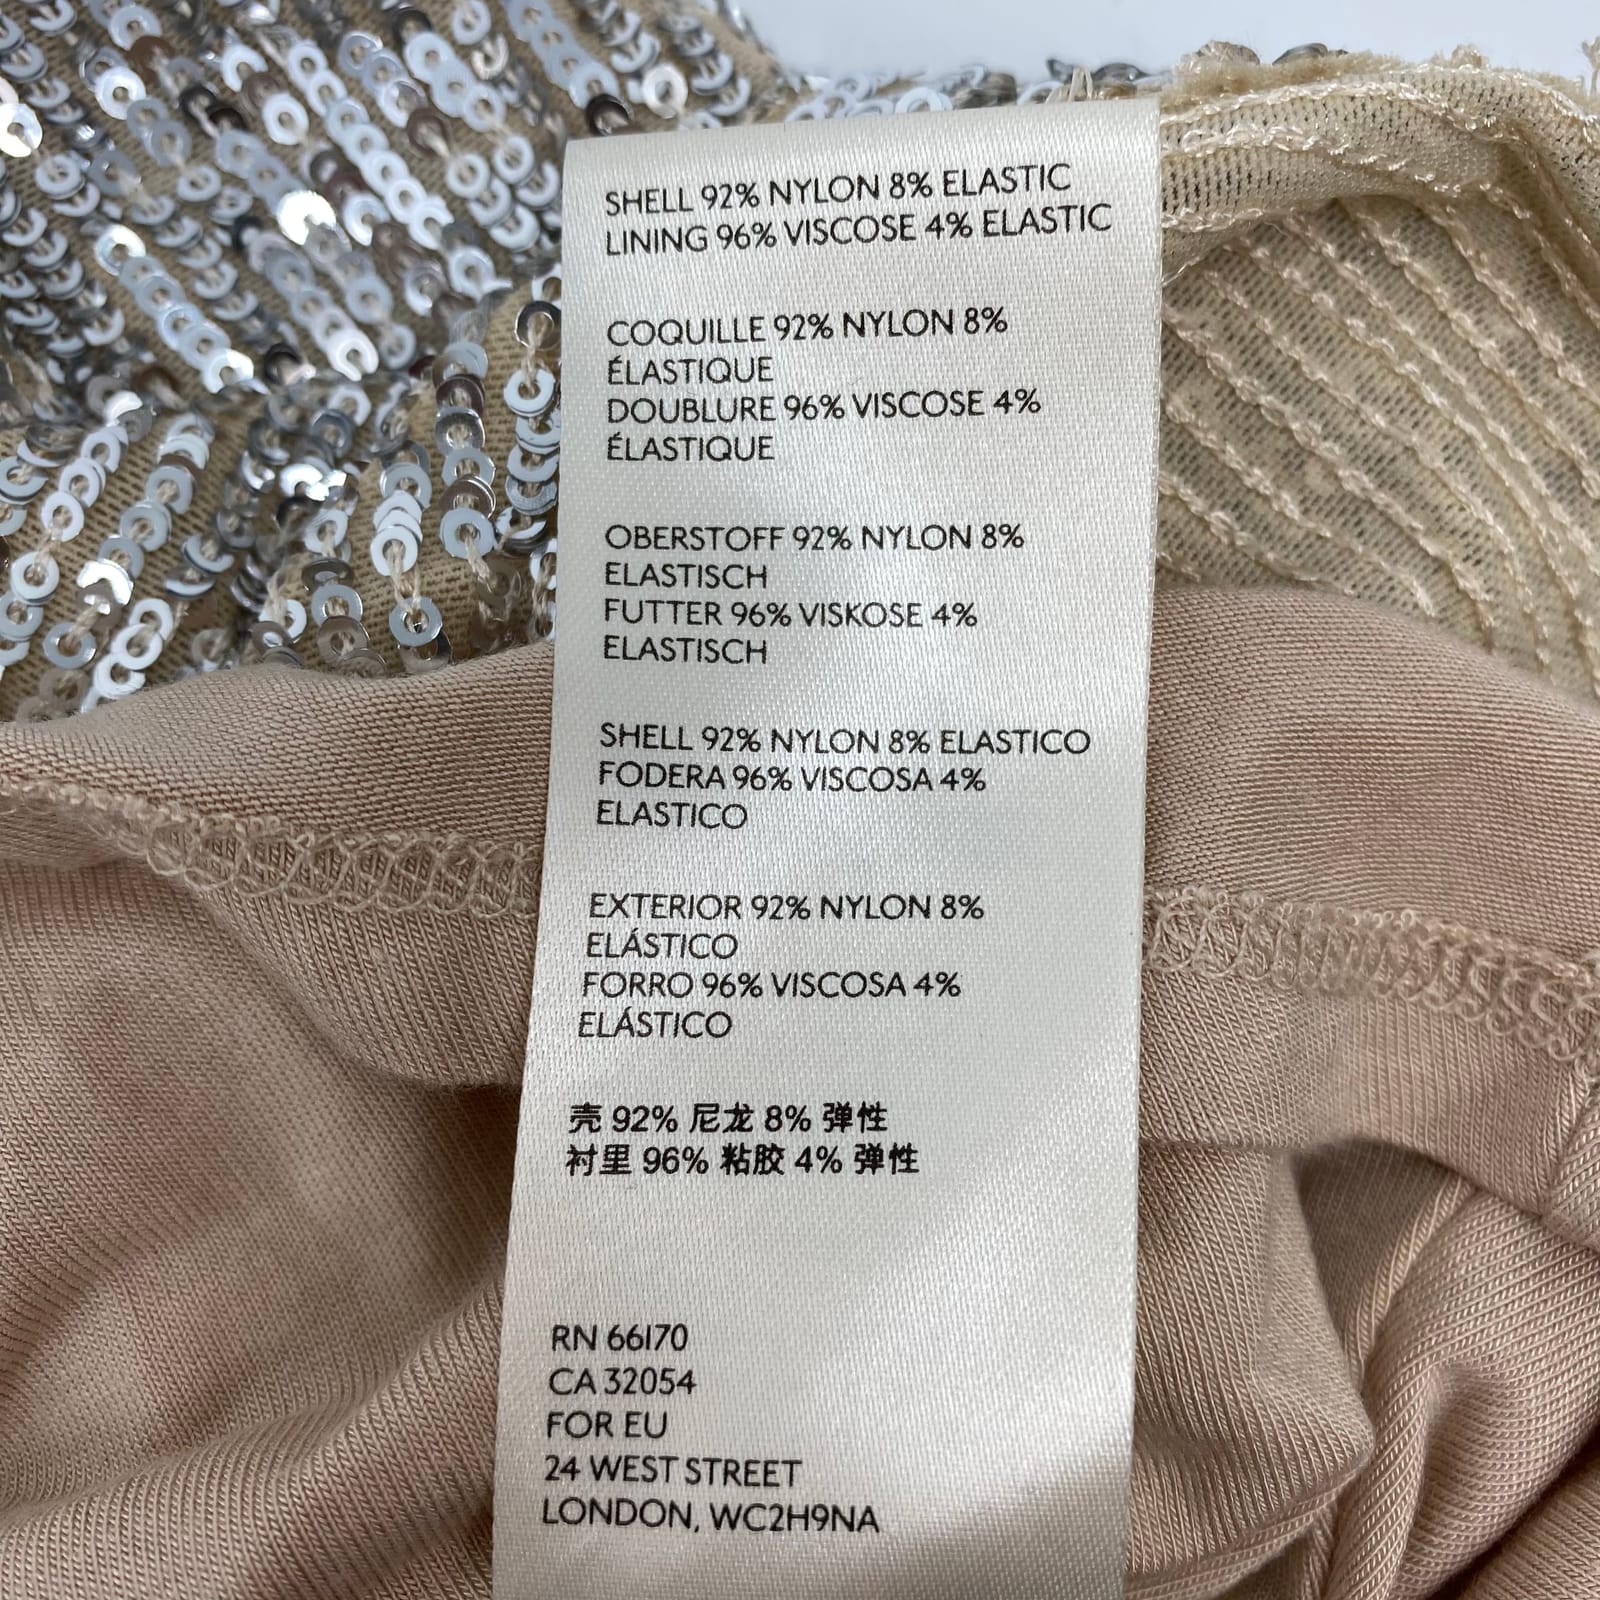 SHELL 92% NYLON 8% ELASTIC
LINING 96% VISCOSE 4% ELASTIC
COQUILLE 92% NYLON 8%
ÉLASTIQUE
DOUBLURE 96% VISCOSE 4%
ÉLASTIQUE
OBERSTOFF 92% NYLON 8%
ELASTISCH
FUTTER 96% VISKOSE 4%
ELASTISCH
SHELL 92% NYLON 8% ELASTICO
FODERA 96% VISCOSA 4%
ELASTICO
EXTERIOR 92% NYLON 8%
ELÁSTICO
FORRO 96% VISCOSA 4%
ELÁSTICO
壳 92% 尼龙 8% 弹性
衬里 96% 粘胶 4% 弹性
RN 66170
CA 32054
FOR EU
24 WEST STREET
LONDON, WC2H9NA